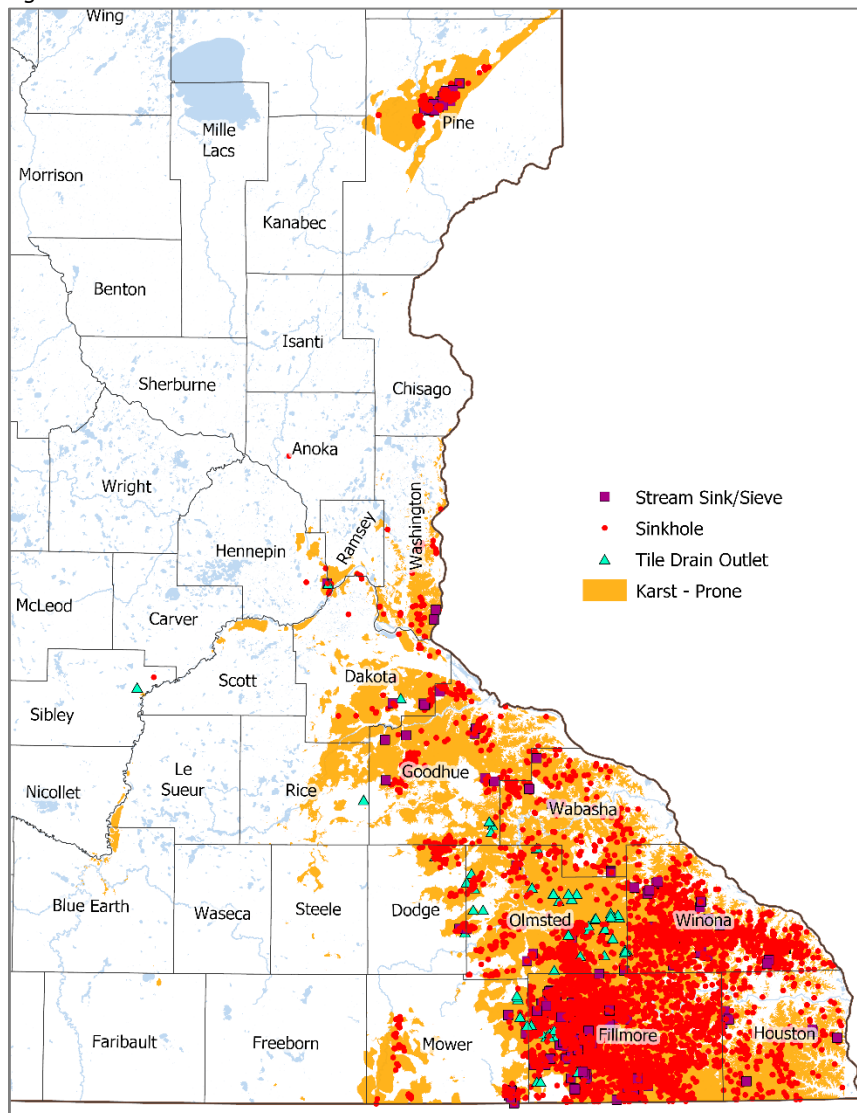 Wing
Mille
Lacs
Pine
Morrison
Kanabec
Benton
Isanti
Sherburne
Chisago
Anoka
Wright
Washington
Ramsey
Hennepin
Stream Sink/Sieve
Sinkhole
Tile Drain Outlet
Karst - Prone
McLeod
Carver
Scott
Dakota
Sibley
Le
Sueur
Rice
Goodhue
Nicollet
Wabasha
Blue Earth
Waseca
Steele
Dodge
Olmsted
Winona
Faribault
Freeborn
Mower
Fillmore
Houston